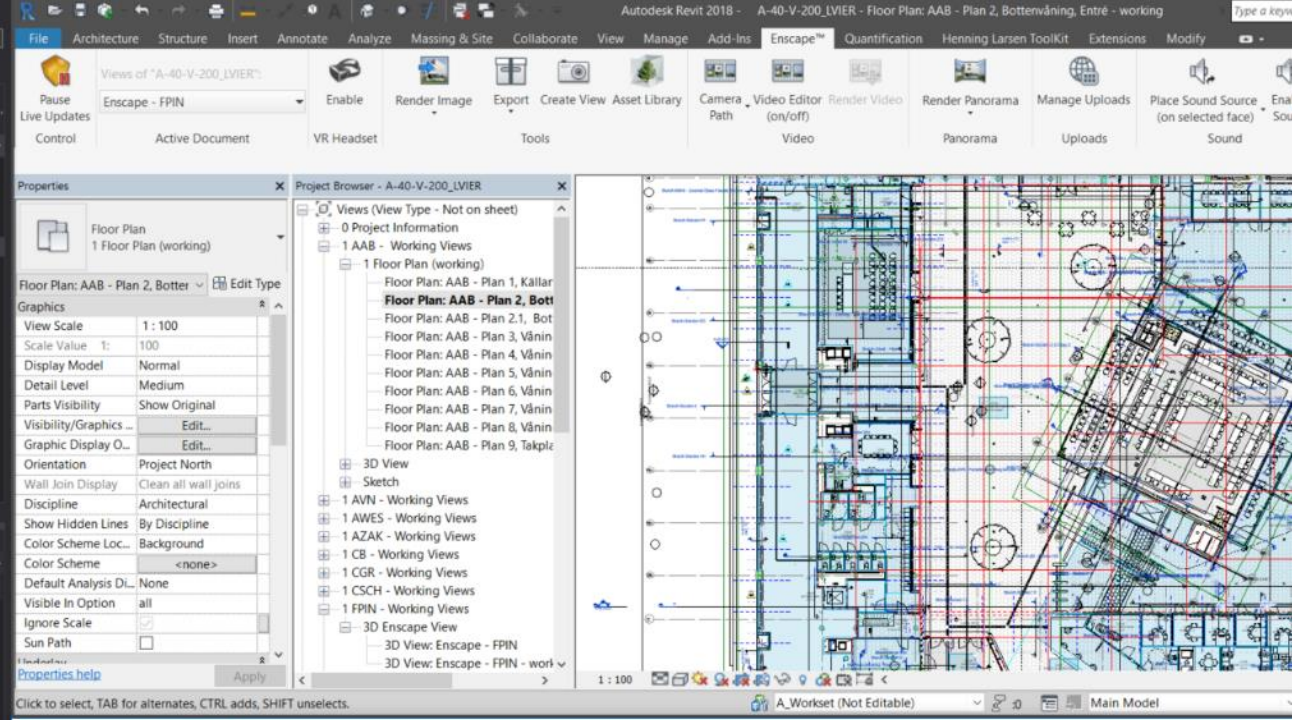 Autodesk Revit 2018 - A-40-V-200_LVIER - Floor Plan: AAB - Plan 2, Bottenvåning, Entré - working
Type a keyw
File Architecture Structure Insert Annotate Analyze Massing & Site Collaborate View Manage Add-Ins Enscape™ Quantification Henning Larsen ToolKit Extensions Modify
Views of "A-40-V-200_LVIER":
Enscape - FPIN
Pause Live Updates
Enable
Render Image
Export
Create View
Asset Library
Camera Path
Video Editor (on/off)
Render Video
Render Panorama
Manage Uploads
Place Sound Source (on selected face)
Ena
Sou
Control Active Document VR Headset Tools Video Panorama Uploads Sound
Properties
Floor Plan
1 Floor Plan (working)
Floor Plan: AAB - Plan 2, Botter
Edit Type
Graphics
View Scale 1 : 100
Scale Value 1: 100
Display Model Normal
Detail Level Medium
Parts Visibility Show Original
Visibility/Graphics ... Edit...
Graphic Display O... Edit...
Orientation Project North
Wall Join Display Clean all wall joins
Discipline Architectural
Show Hidden Lines By Discipline
Color Scheme Loc... Background
Color Scheme <none>
Default Analysis Di... None
Visible In Option all
Ignore Scale
Sun Path
Underlay
Properties help
Apply
Project Browser - A-40-V-200_LVIER
Views (View Type - Not on sheet)
0 Project Information
1 AAB - Working Views
1 Floor Plan (working)
Floor Plan: AAB - Plan 1, Källar
Floor Plan: AAB - Plan 2, Bott
Floor Plan: AAB - Plan 2.1, Bot
Floor Plan: AAB - Plan 3, Vånin
Floor Plan: AAB - Plan 4, Vånin
Floor Plan: AAB - Plan 5, Vånin
Floor Plan: AAB - Plan 6, Vånin
Floor Plan: AAB - Plan 7, Vånin
Floor Plan: AAB - Plan 8, Vånin
Floor Plan: AAB - Plan 9, Takpla
3D View
Sketch
1 AVN - Working Views
1 AWES - Working Views
1 AZAK - Working Views
1 CB - Working Views
1 CGR - Working Views
1 CSCH - Working Views
1 FPIN - Working Views
3D Enscape View
3D View: Enscape - FPIN
3D View: Enscape - FPIN - work
1 : 100
Click to select, TAB for alternates, CTRL adds, SHIFT unselects.
A_Workset (Not Editable)
:0
Main Model